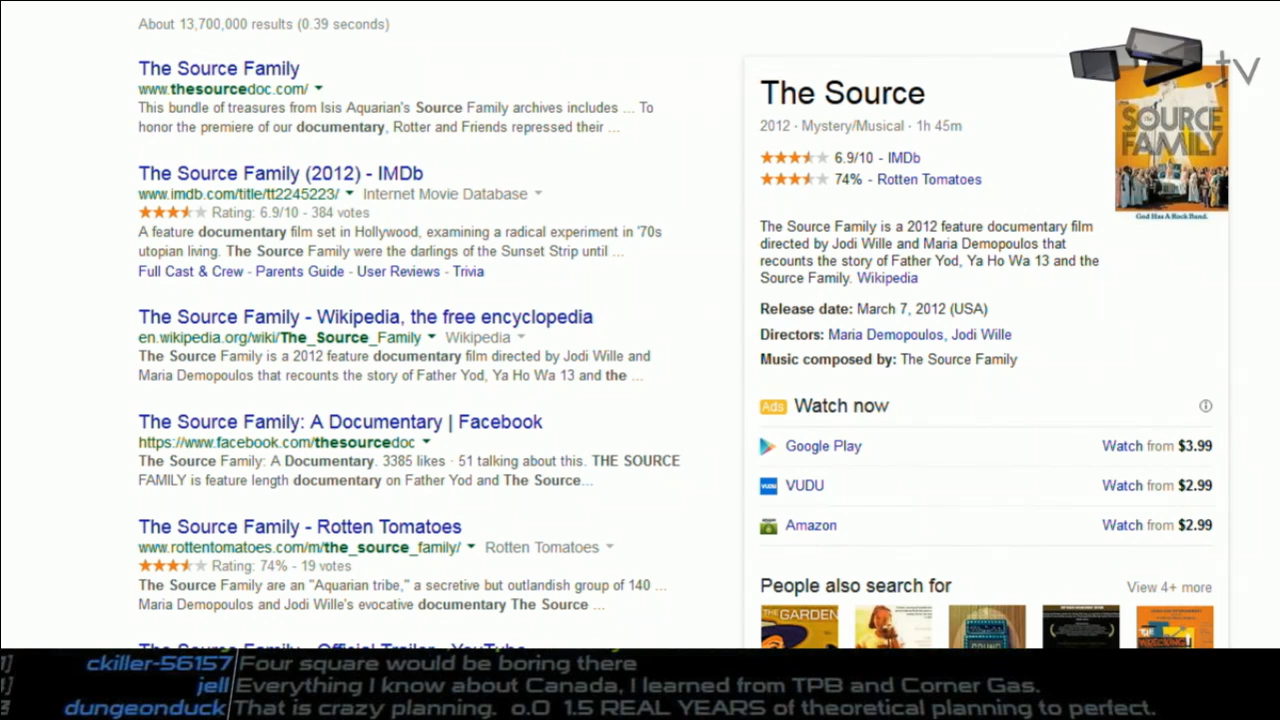 About 13,700,000 results (0.39 seconds)
The Source Family
www.thesourcedoc.com/
This bundle of treasures from Isis Aquarian's Source Family archives includes ... To
honor the premiere of our documentary, Rotter and Friends repressed their ...
The Source Family (2012) - IMDb
www.imdb.com/title/tt2245223/ Internet Movie Database
Rating: 6.9/10 - 384 votes
A feature documentary film set in Hollywood, examining a radical experiment in '70s
utopian living. The Source Family were the darlings of the Sunset Strip until ...
Full Cast & Crew - Parents Guide - User Reviews - Trivia
The Source Family - Wikipedia, the free encyclopedia
en.wikipedia.org/wiki/The_Source_Family Wikipedia
The Source Family is a 2012 feature documentary film directed by Jodi Wille and
Maria Demopoulos that recounts the story of Father Yod, Ya Ho Wa 13 and the ...
The Source Family: A Documentary | Facebook
https://www.facebook.com/thesourcedoc
The Source Family: A Documentary. 3385 likes · 51 talking about this. THE SOURCE
FAMILY is feature length documentary on Father Yod and The Source...
The Source Family - Rotten Tomatoes
www.rottentomatoes.com/m/the_source_family/ Rotten Tomatoes
Rating: 74% - 19 votes
The Source Family are an "Aquarian tribe," a secretive but outlandish group of 140 ...
Maria Demopoulos and Jodi Wille's evocative documentary The Source ...
The Source Family - Official Trailer - YouTube
The Source
2012 · Mystery/Musical · 1h 45m
6.9/10 - IMDb
74% - Rotten Tomatoes
.tv
SOURCE
FAMILY
God Has A Rock Band.
The Source Family is a 2012 feature documentary film
directed by Jodi Wille and Maria Demopoulos that
recounts the story of Father Yod, Ya Ho Wa 13 and the
Source Family. Wikipedia
Release date: March 7, 2012 (USA)
Directors: Maria Demopoulos, Jodi Wille
Music composed by: The Source Family
Ads Watch now
Google Play Watch from $3.99
VUDU Watch from $2.99
Amazon Watch from $2.99
People also search for View 4+ more
THE GARDEN
ckiller-56157 Four square would be boring there
jell Everything I know about Canada, I learned from TPB and Corner Gas.
dungeonduck That is crazy planning. o.O 1.5 REAL YEARS of theoretical planning to perfect.